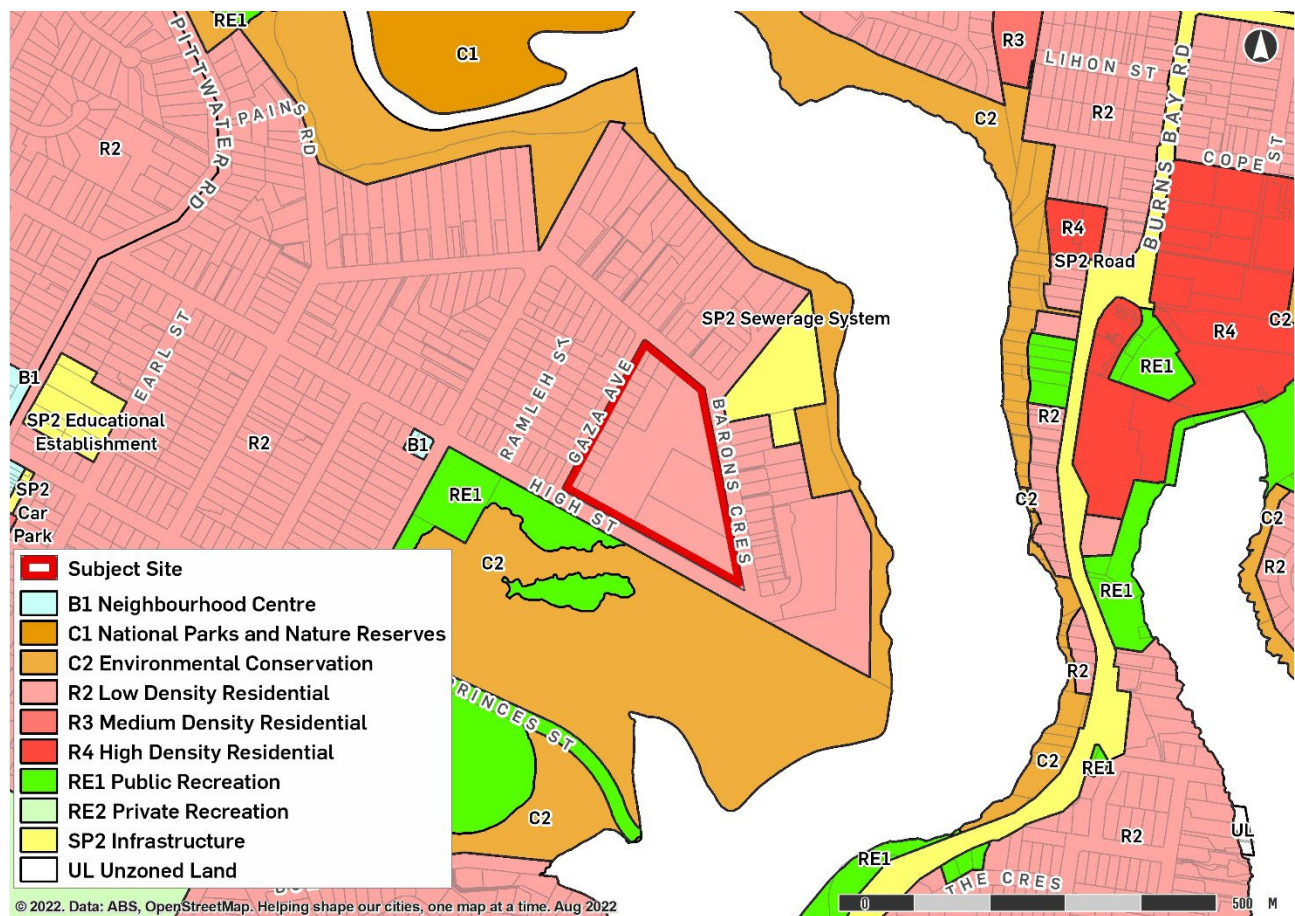 RE1
C1
R3
LIHON ST
R2
C2
BURNS BAY RD
COPE ST
PITTWATER RD
PAINS RD
R2
R4
SP2 Road
R4
C2
RE1
SP2 Sewerage System
B1
EARL ST
SP2 Educational
Establishment
R2
B1
RAMLEH ST
GAZA AVE
BARONS CRES
HIGH ST
RE1
R2
C2
SP2
Car
Park
C2
C2
R2
RE1
R2
PRINCES ST
C2
C2
RE1
R2
UL
RE1
THE CRES
Subject Site
B1 Neighbourhood Centre
C1 National Parks and Nature Reserves
C2 Environmental Conservation
R2 Low Density Residential
R3 Medium Density Residential
R4 High Density Residential
RE1 Public Recreation
RE2 Private Recreation
SP2 Infrastructure
UL Unzoned Land
0 500 M
© 2022. Data: ABS, OpenStreetMap. Helping shape our cities, one map at a time. Aug 2022